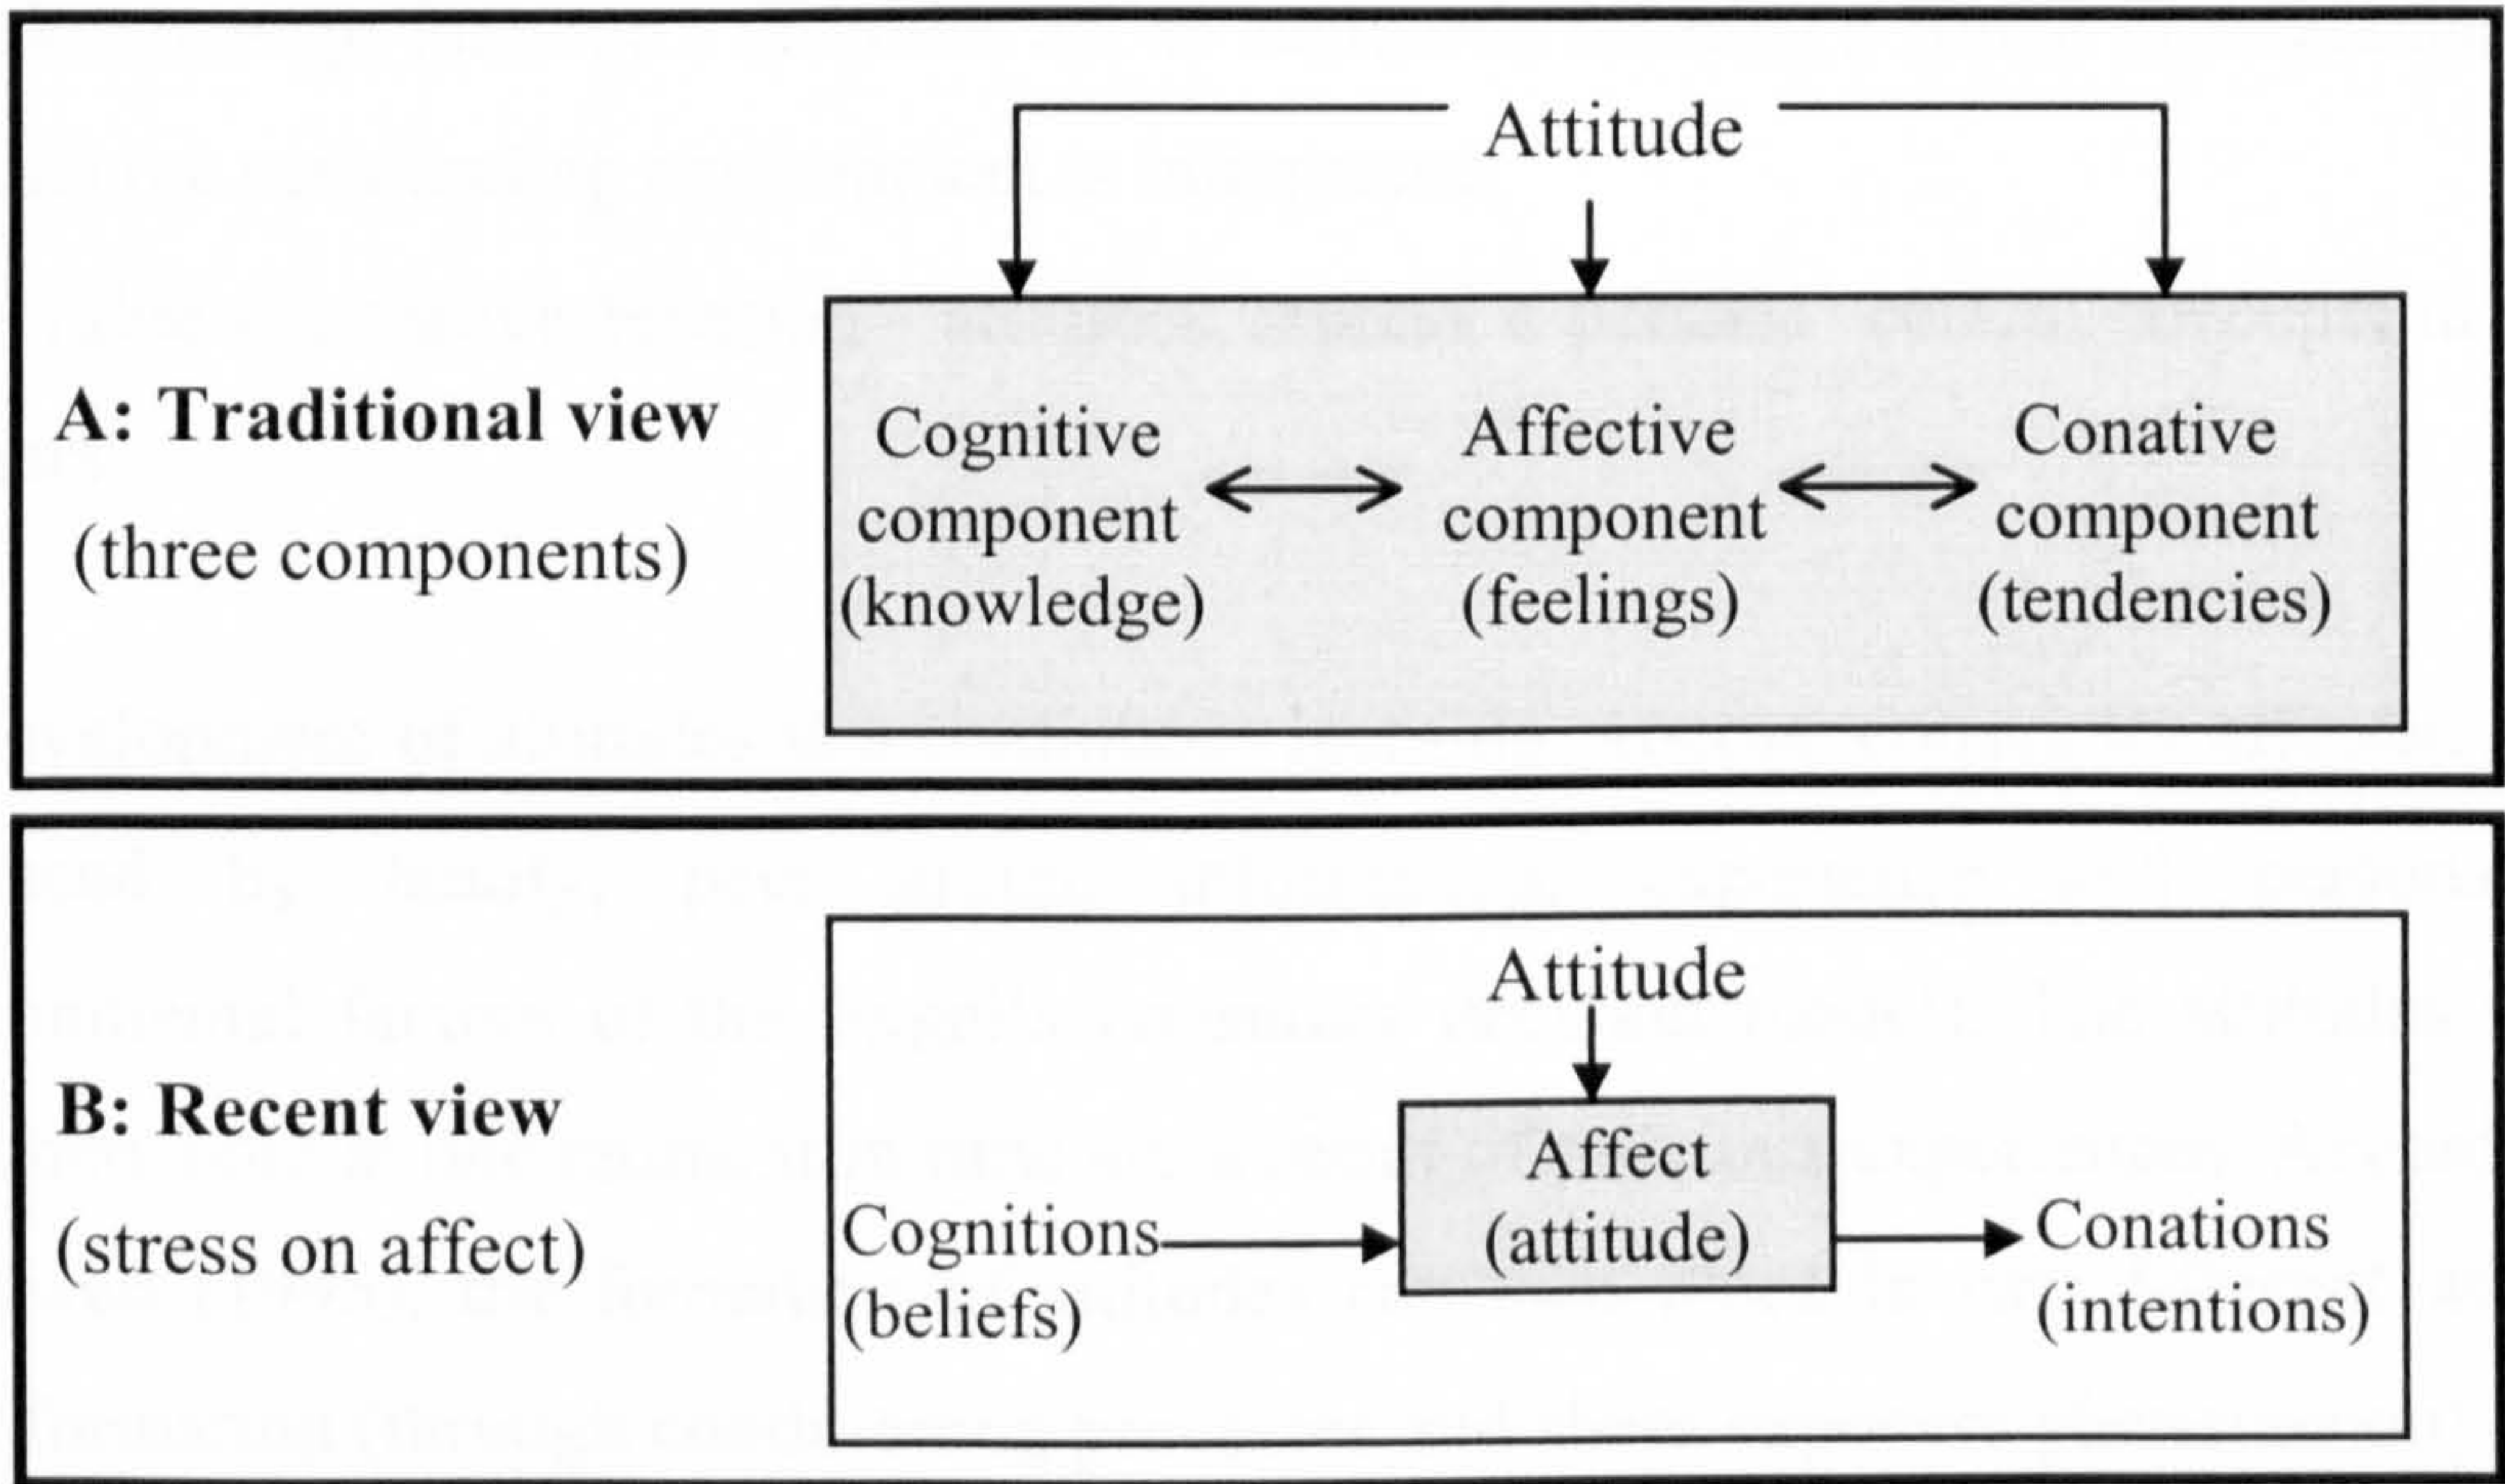 Attitude
A: Traditional view
(three components)
Cognitive
component
(knowledge)
Affective
component
(feelings)
Conative
component
(tendencies)
Attitude
B: Recent view
(stress on affect)
Cognitions
(beliefs)
Affect
(attitude)
Conations
(intentions)